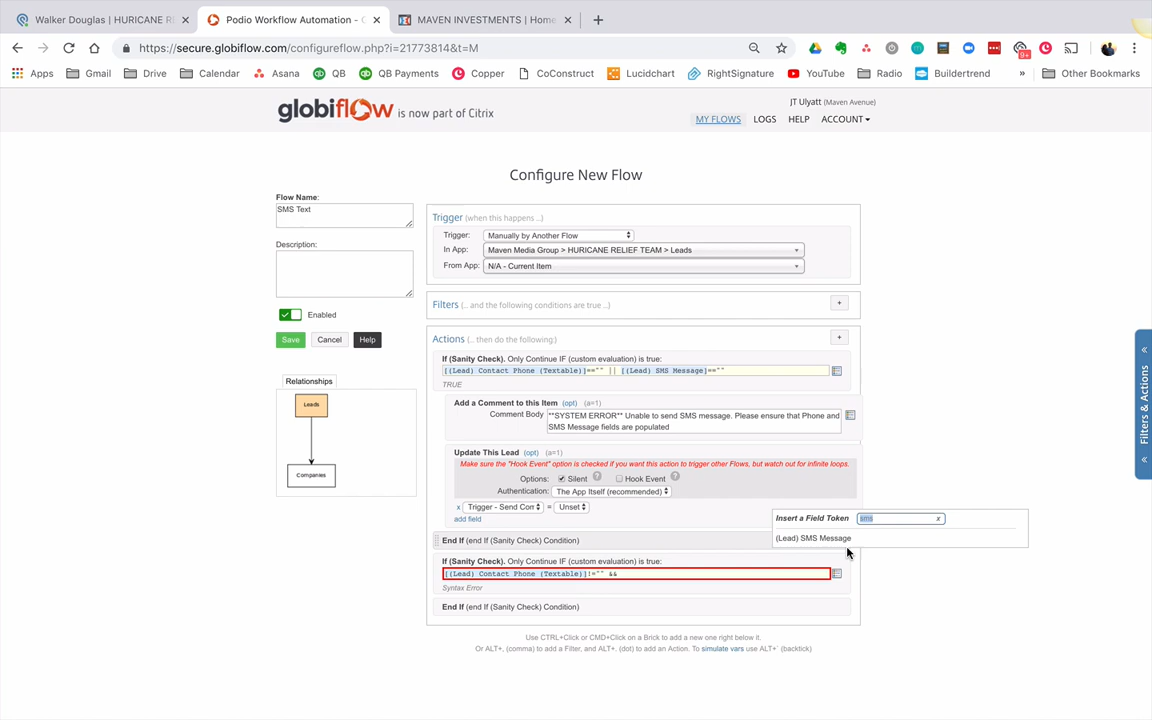 Walker Douglas | HURICANE RE
Podio Workflow Automation - G
MAVEN INVESTMENTS | Home
https://secure.globiflow.com/configureflow.php?i=21773814&t=M
9+
Apps
Gmail
Drive
Calendar
Asana
QB
QB Payments
Copper
CoConstruct
Lucidchart
RightSignature
YouTube
Radio
Buildertrend
»
Other Bookmarks
globiflow is now part of Citrix
JT Ulyatt (Maven Avenue)
MY FLOWS LOGS HELP ACCOUNT
Configure New Flow
Flow Name:
SMS Text
Description:
Enabled
Save Cancel Help
Relationships
Leads
Companies
Trigger (when this happens ...)
Trigger: Manually by Another Flow
In App: Maven Media Group > HURICANE RELIEF TEAM > Leads
From App: N/A - Current Item
Filters (... and the following conditions are true ...)
+
Actions (... then do the following:)
+
If (Sanity Check). Only Continue IF (custom evaluation) is true:
[(Lead) Contact Phone (Textable)]=="" || [(Lead) SMS Message]==""
TRUE
Add a Comment to this Item (opt) (a=1)
Comment Body **SYSTEM ERROR** Unable to send SMS message. Please ensure that Phone and
SMS Message fields are populated
Update This Lead (opt) (a=1)
Make sure the "Hook Event" option is checked if you want this action to trigger other Flows, but watch out for infinite loops.
Options: Silent ? Hook Event ?
Authentication: The App Itself (recommended)
x Trigger - Send Con = Unset
add field
End If (end If (Sanity Check) Condition)
Insert a Field Token sms x
(Lead) SMS Message
If (Sanity Check). Only Continue IF (custom evaluation) is true:
[(Lead) Contact Phone (Textable)]!="" &&
Syntax Error
End If (end If (Sanity Check) Condition)
Use CTRL+Click or CMD+Click on a Brick to add a new one right below it.
Or ALT+, (comma) to add a Filter, and ALT+. (dot) to add an Action. To simulate vars use ALT+` (backtick)
« Filters & Actions «